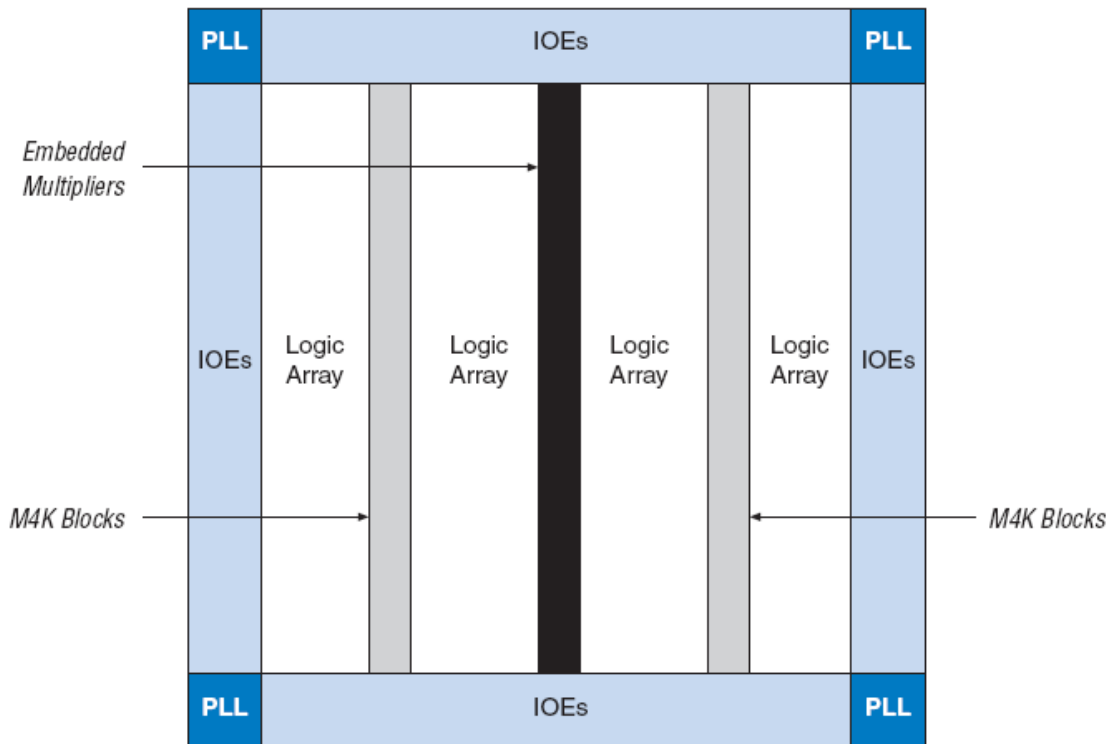 PLL
IOEs
PLL
Embedded
Multipliers
IOEs
Logic
Array
Logic
Array
Logic
Array
Logic
Array
IOEs
M4K Blocks
M4K Blocks
PLL
IOEs
PLL